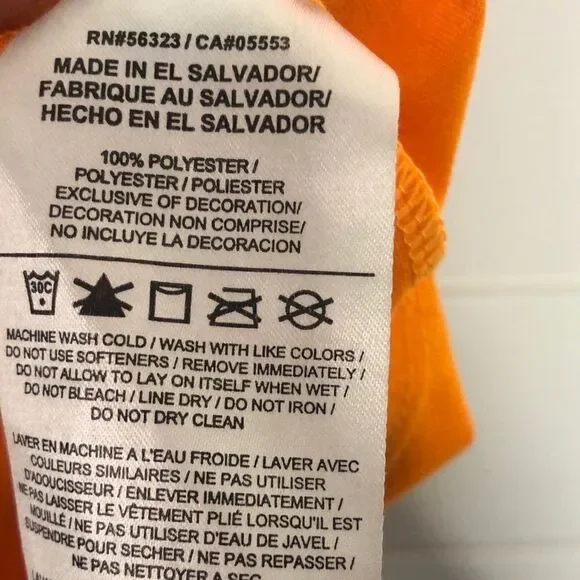 RN#56323 / CA#05553
MADE IN EL SALVADOR/
FABRIQUE AU SALVADOR/
HECHO EN EL SALVADOR
100% POLYESTER /
POLYESTER / POLIESTER
EXCLUSIVE OF DECORATION/
DECORATION NON COMPRISE/
NO INCLUYE LA DECORACION
30C
MACHINE WASH COLD / WASH WITH LIKE COLORS /
DO NOT USE SOFTENERS / REMOVE IMMEDIATELY /
DO NOT ALLOW TO LAY ON ITSELF WHEN WET /
DO NOT BLEACH / LINE DRY / DO NOT IRON /
DO NOT DRY CLEAN
LAVER EN MACHINE A L'EAU FROIDE / LAVER AVEC
COULEURS SIMILAIRES / NE PAS UTILISER
D'ADOUCISSEUR / ENLEVER IMMEDIATEMENT /
NE PAS LAISSER LE VÊTEMENT PLIÉ LORSQU'IL EST
MOUILLÉ / NE PAS UTILISER D'EAU DE JAVEL /
SUSPENDRE POUR SECHER / NE PAS REPASSER /
NE PAS NETTOYER A SEC